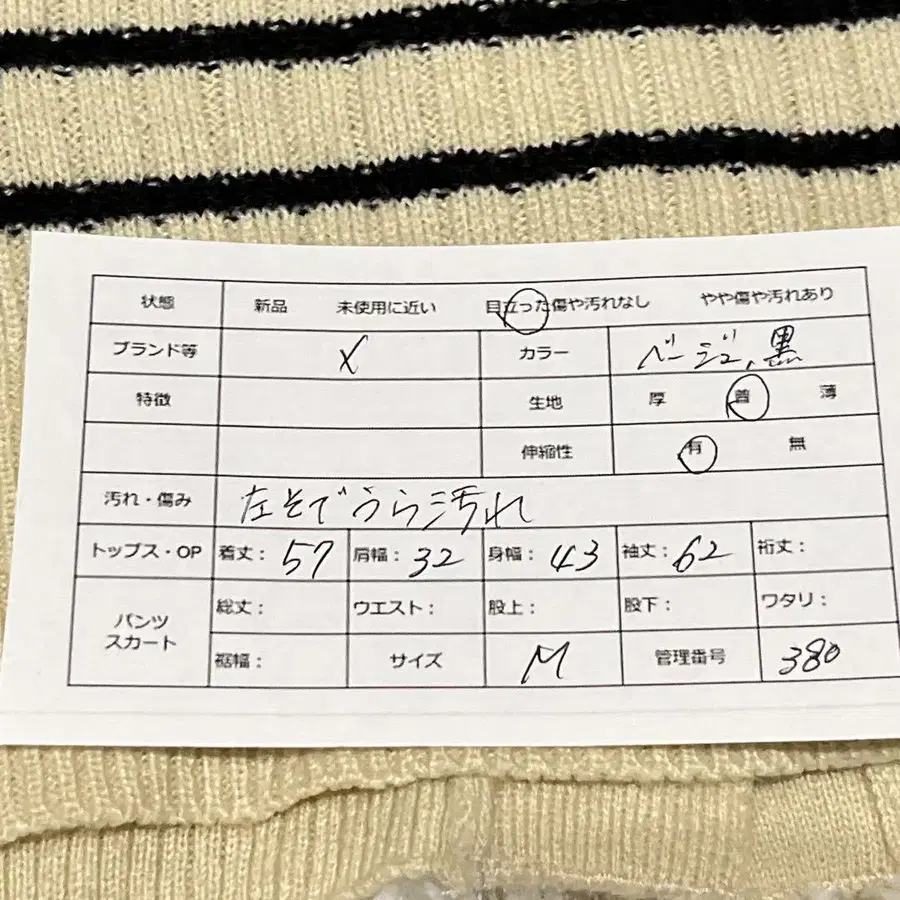 状態 新品 未使用に近い 目立った傷や汚れなし やや傷や汚れあり
ブランド等 X カラー ベージュ、黒
特徴 生地 厚 普 薄
伸縮性 有 無
汚れ・傷み 左そでうら汚れ
トップス・OP 着丈: 57 肩幅: 32 身幅: 43 袖丈: 62 裄丈:
パンツ スカート 総丈: ウエスト: 股上: 股下: ワタリ:
裾幅: サイズ M 管理番号 380